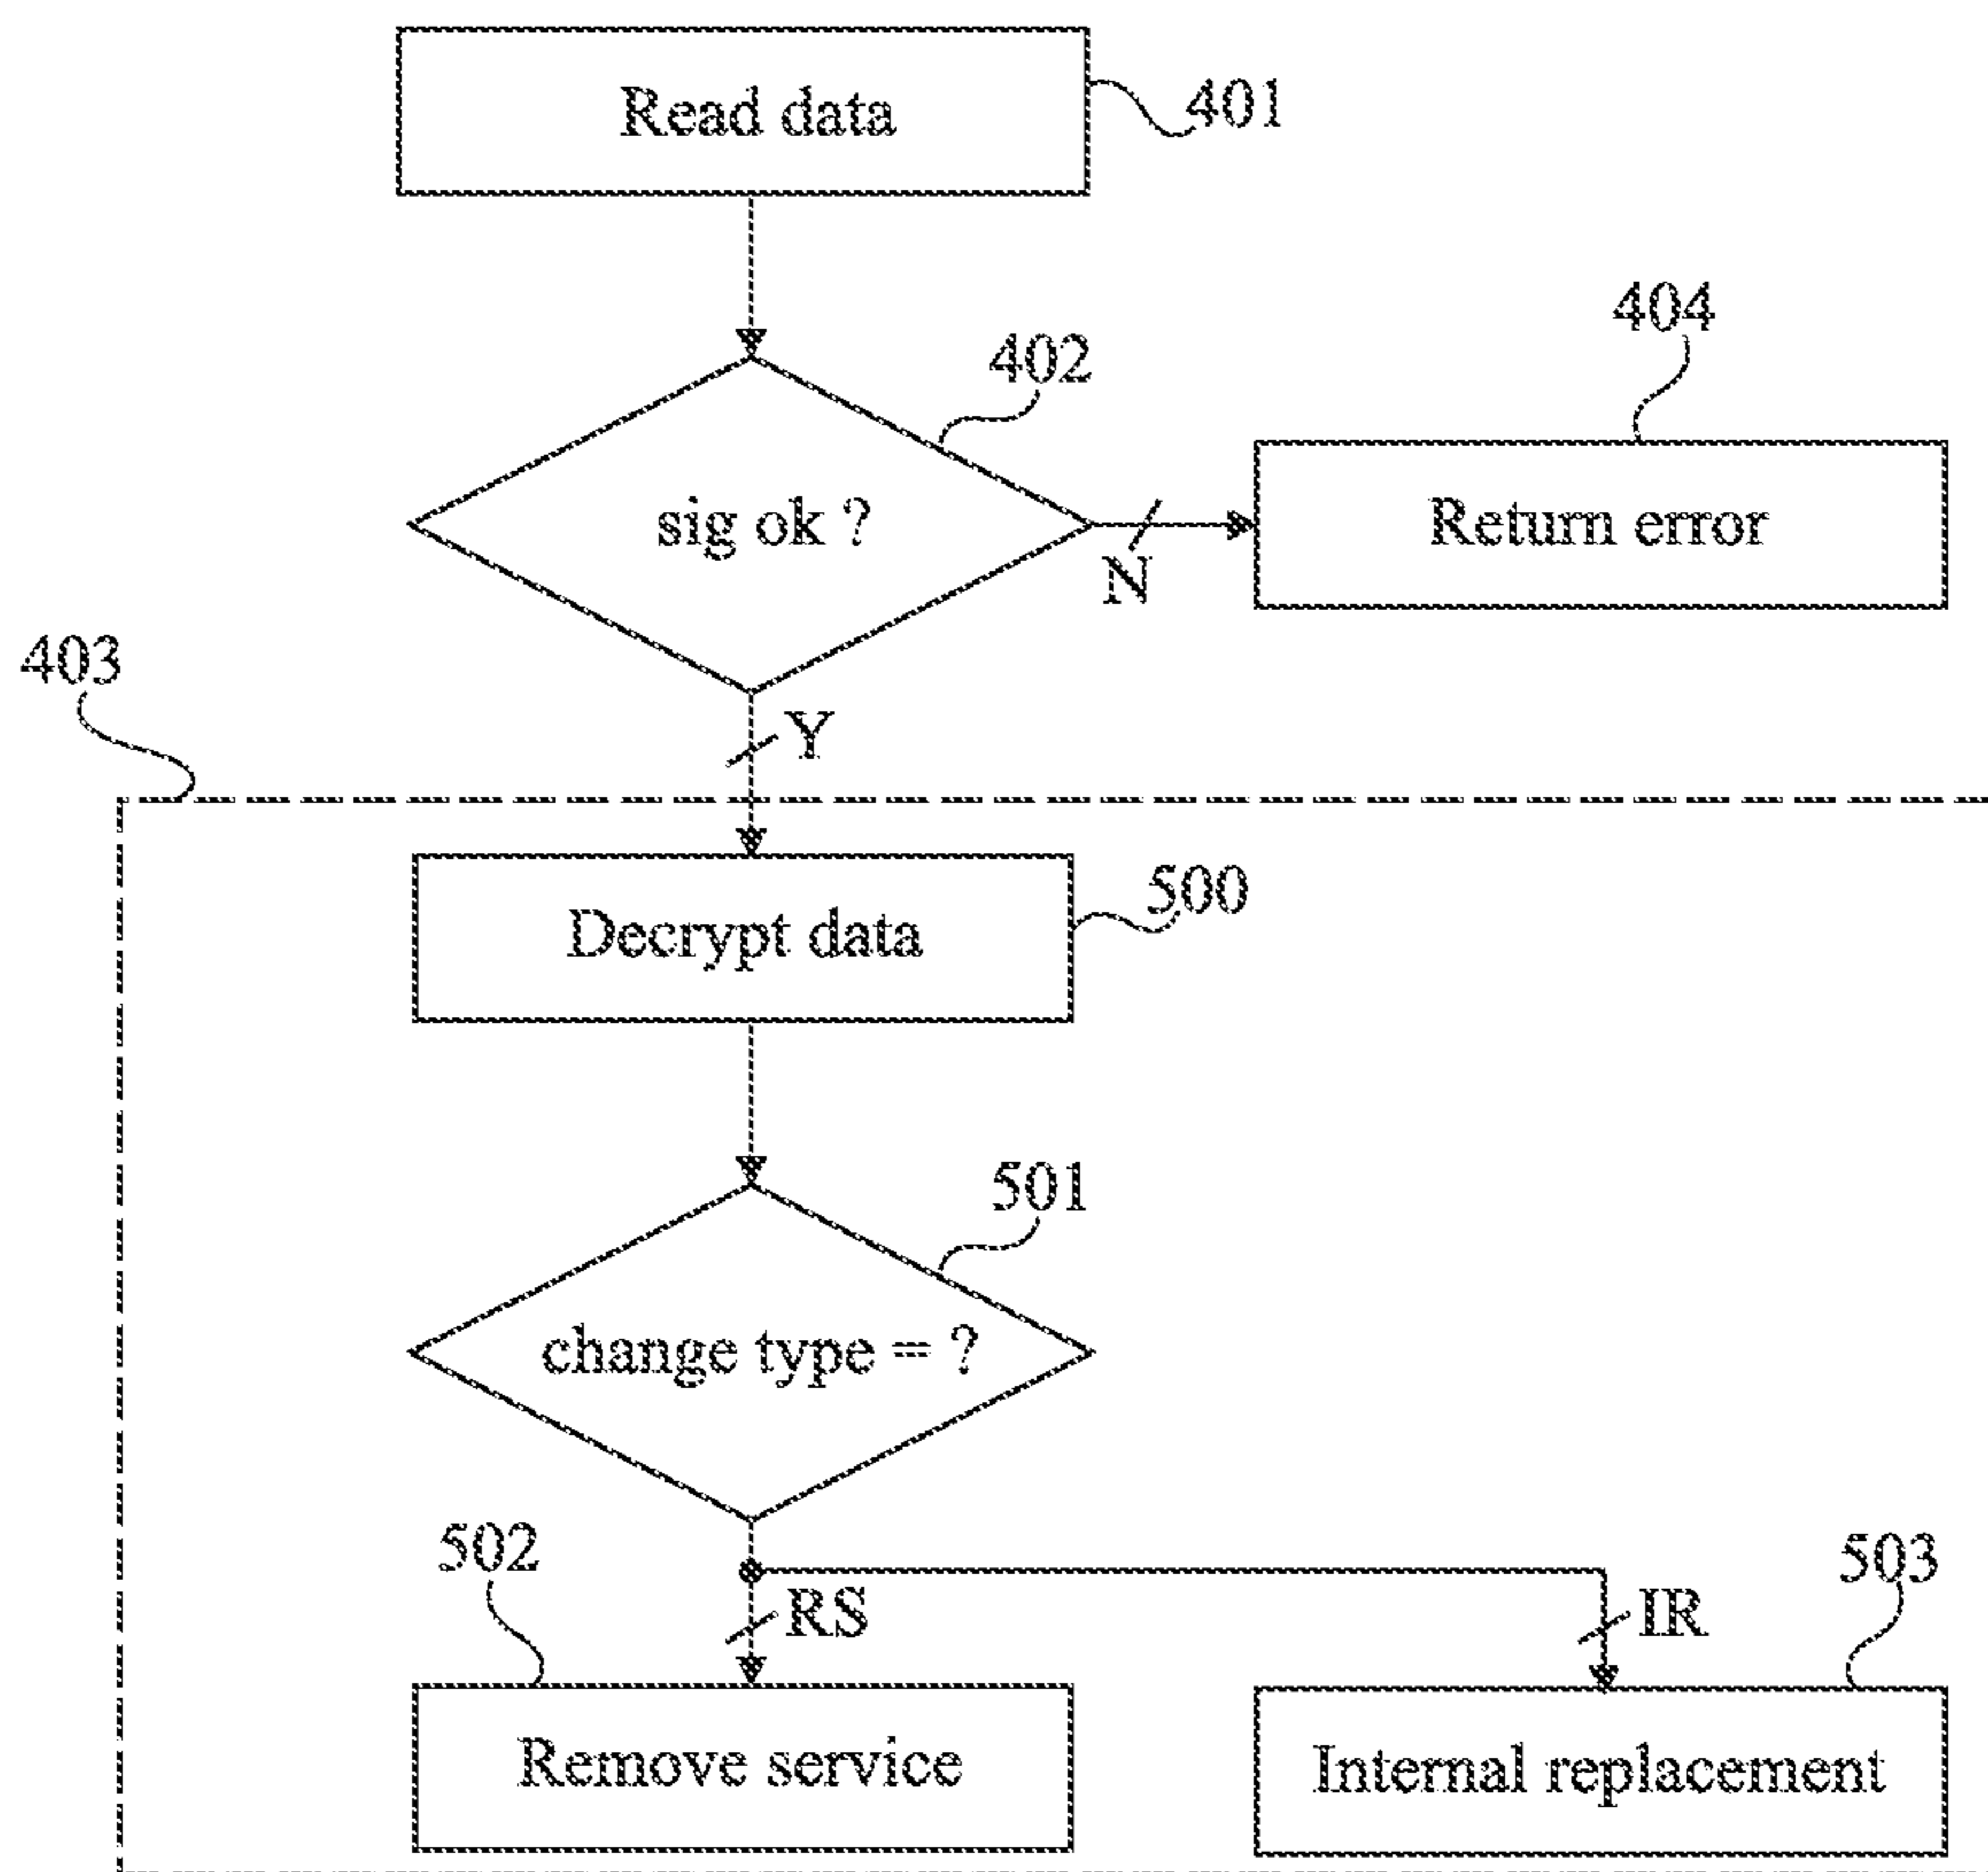 Read data
401
404
402
sig ok ?
Return error
N
403
Y
500
Decrypt data
501
change type = ?
502
503
RS
IR
Remove service
Internal replacement